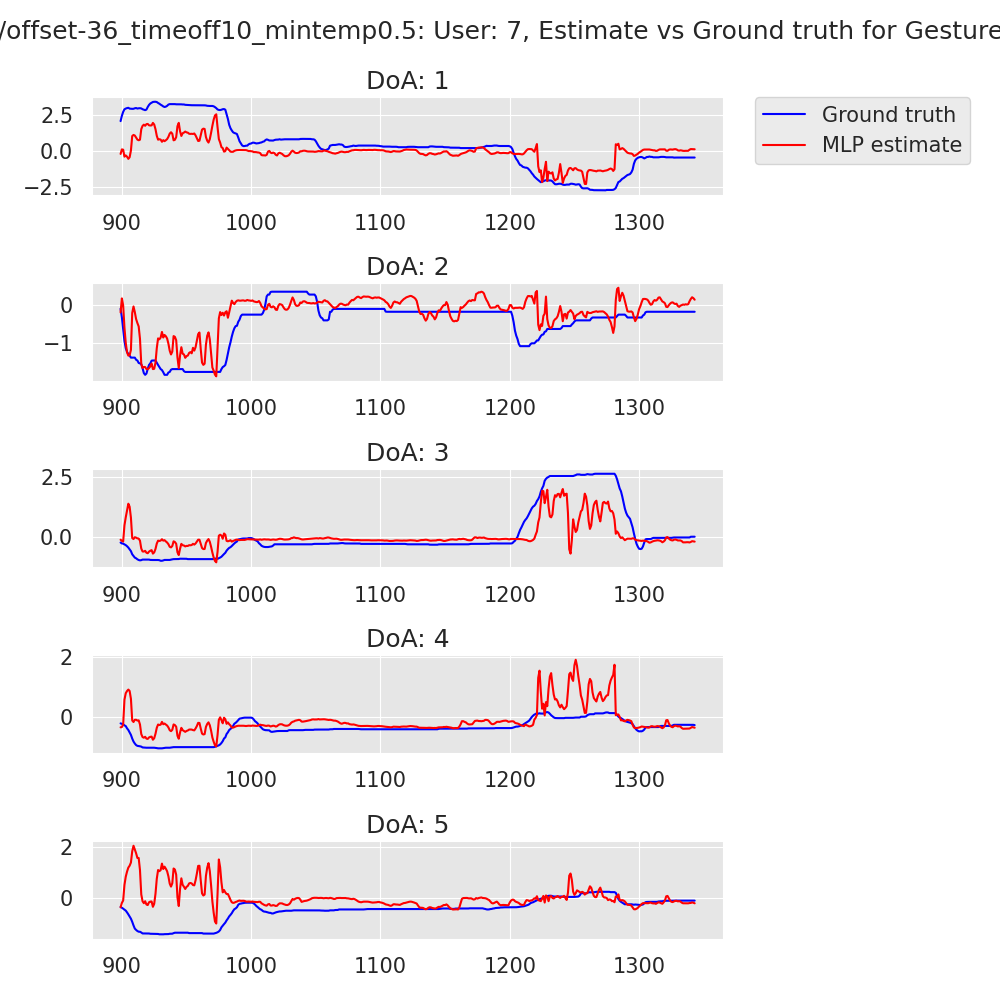 /offset-36_timeoff10_mintemp0.5: User: 7, Estimate vs Ground truth for Gesture
DoA: 1
2.5
0.0
−2.5
900 1000 1100 1200 1300
Ground truth
MLP estimate
DoA: 2
0
−1
900 1000 1100 1200 1300
DoA: 3
2.5
0.0
900 1000 1100 1200 1300
DoA: 4
2
0
900 1000 1100 1200 1300
DoA: 5
2
0
900 1000 1100 1200 1300